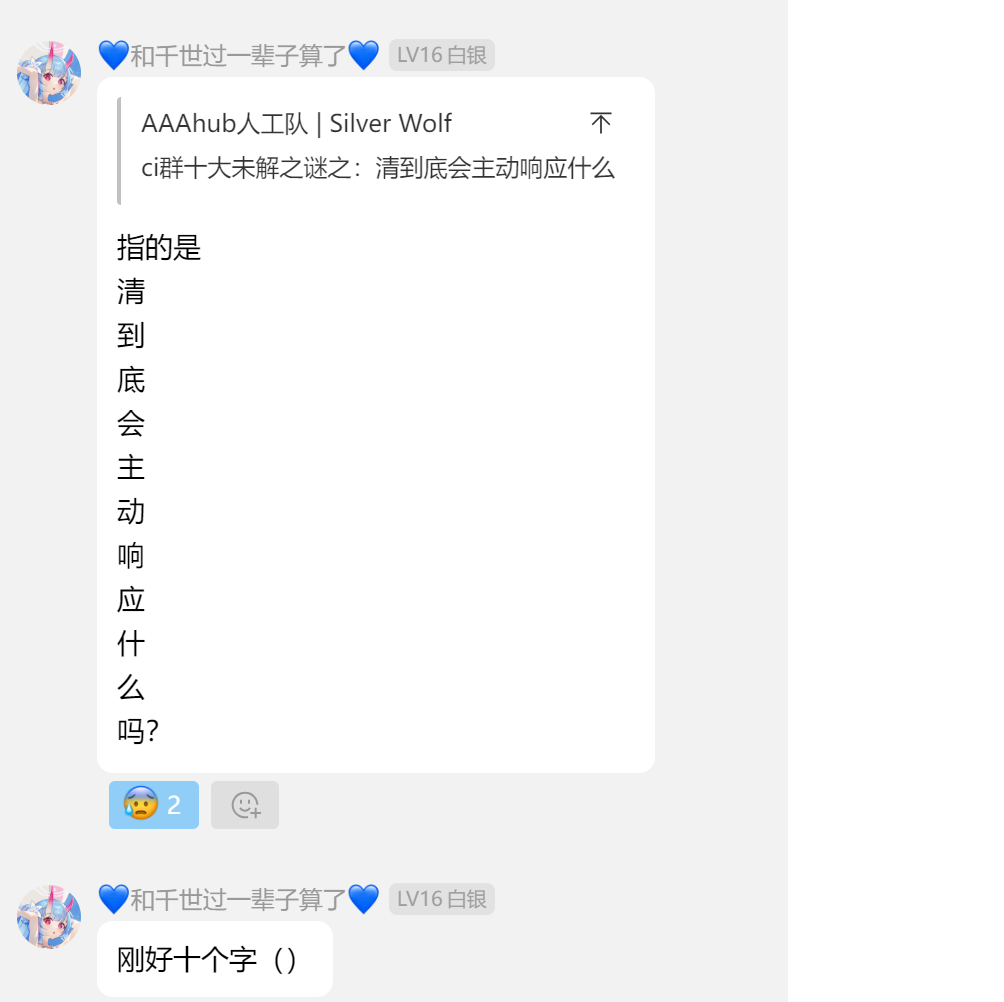 💙和千世过一辈子算了💙 LV16 白银
AAAhub人工队 | Silver Wolf
ci群十大未解之谜之：清到底会主动响应什么
指的是
清
到
底
会
主
动
响
应
什
么
吗？
😰 2
💙和千世过一辈子算了💙 LV16 白银
刚好十个字（）